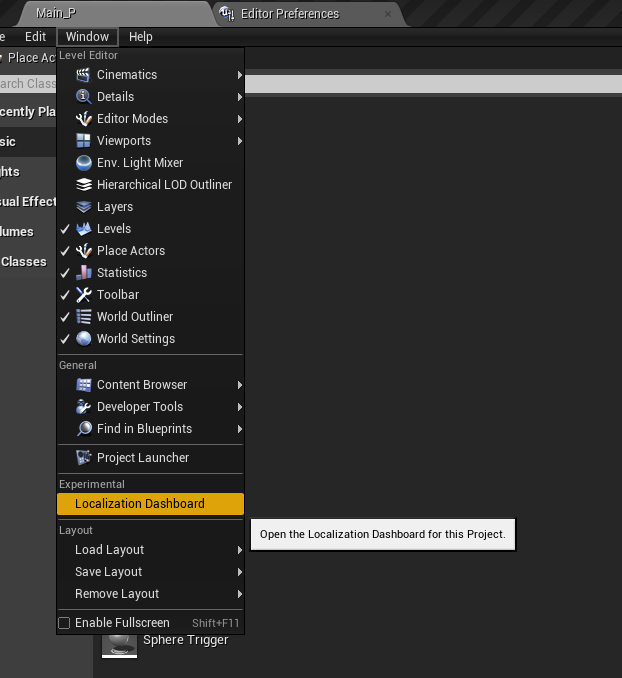 Main_P
Editor Preferences
Edit
Window
Help
Place Ac
arch Class
Level Editor
Cinematics
Details
Editor Modes
Viewports
Env. Light Mixer
Hierarchical LOD Outliner
Layers
Levels
Place Actors
Statistics
Toolbar
World Outliner
World Settings
cently Pla
sic
hts
sual Effect
lumes
Classes
General
Content Browser
Developer Tools
Find in Blueprints
Project Launcher
Experimental
Localization Dashboard
Open the Localization Dashboard for this Project.
Layout
Load Layout
Save Layout
Remove Layout
Enable Fullscreen Shift+F11
Sphere Trigger